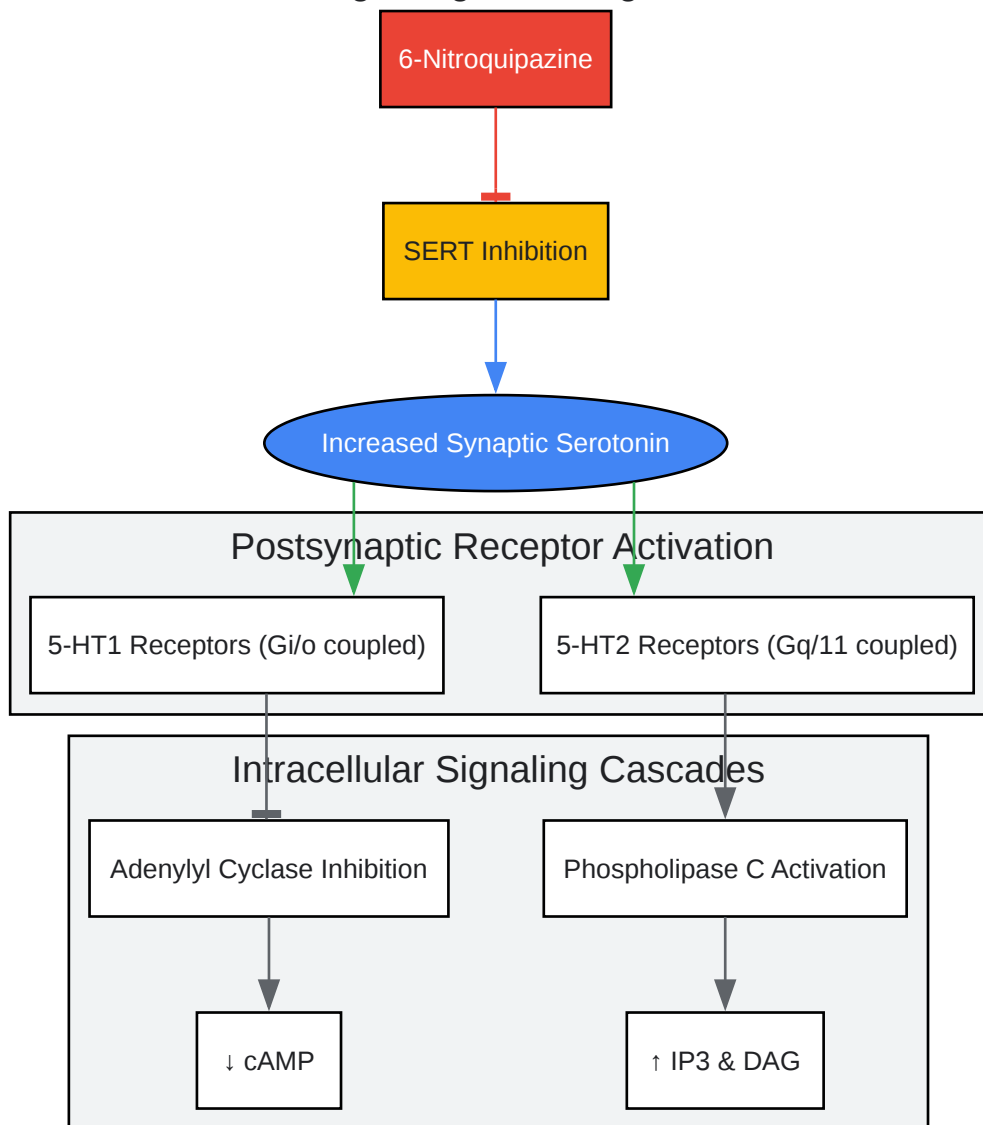 6-Nitroquipazine
SERT Inhibition
Increased Synaptic Serotonin
Postsynaptic Receptor Activation
5-HT1 Receptors (Gi/o coupled)
5-HT2 Receptors (Gq/11 coupled)
Intracellular Signaling Cascades
Adenylyl Cyclase Inhibition
Phospholipase C Activation
↓ cAMP
↑ IP3 & DAG